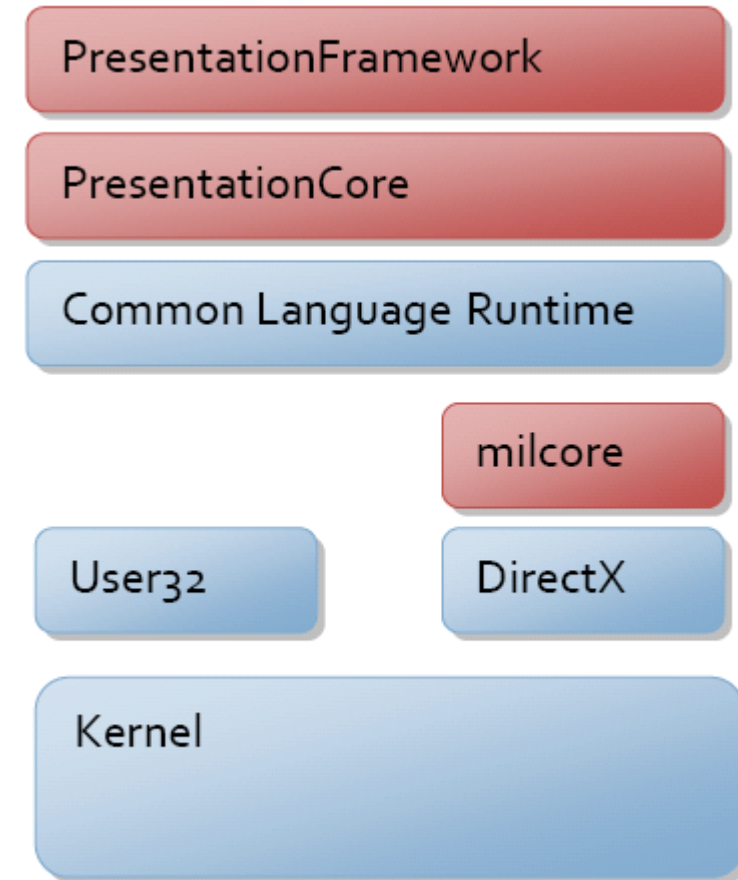 PresentationFramework
PresentationCore
Common Language Runtime
milcore
User32
DirectX
Kernel